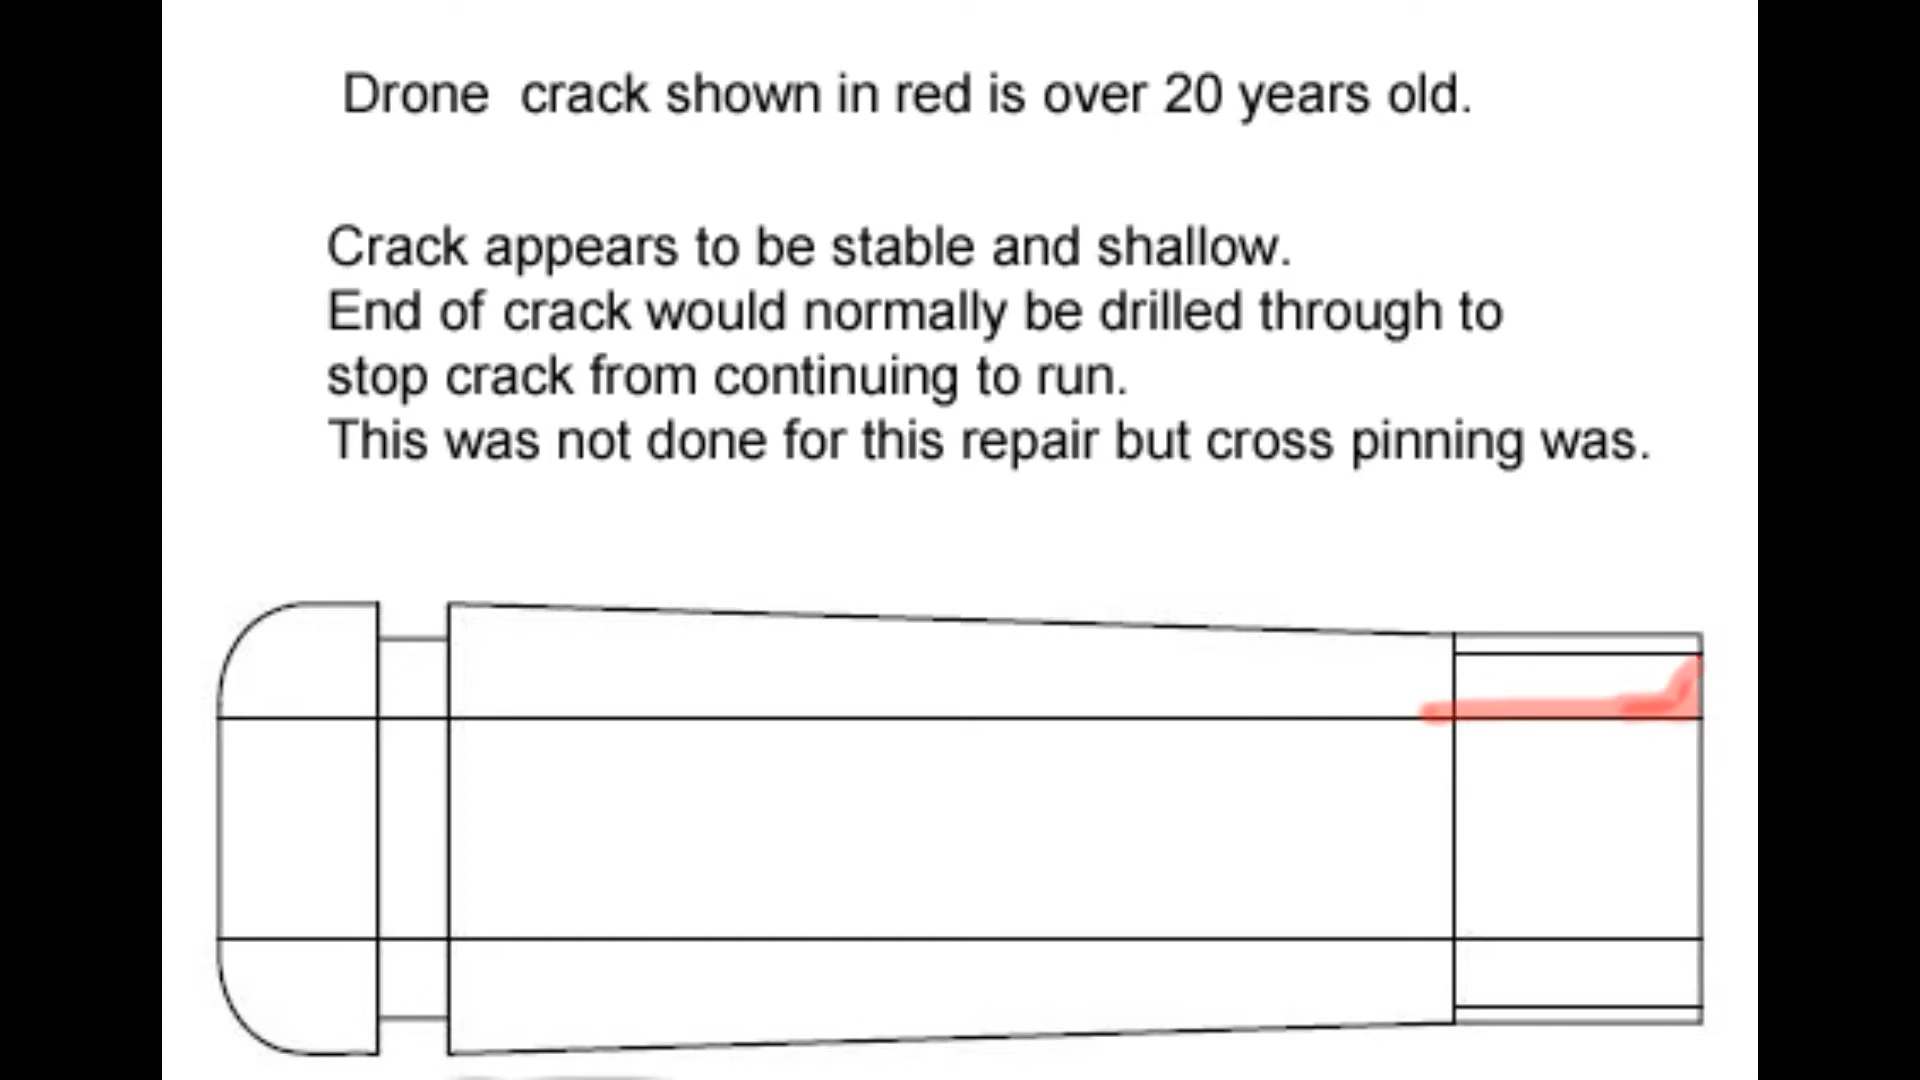 Drone crack shown in red is over 20 years old.
Crack appears to be stable and shallow.
End of crack would normally be drilled through to
stop crack from continuing to run.
This was not done for this repair but cross pinning was.